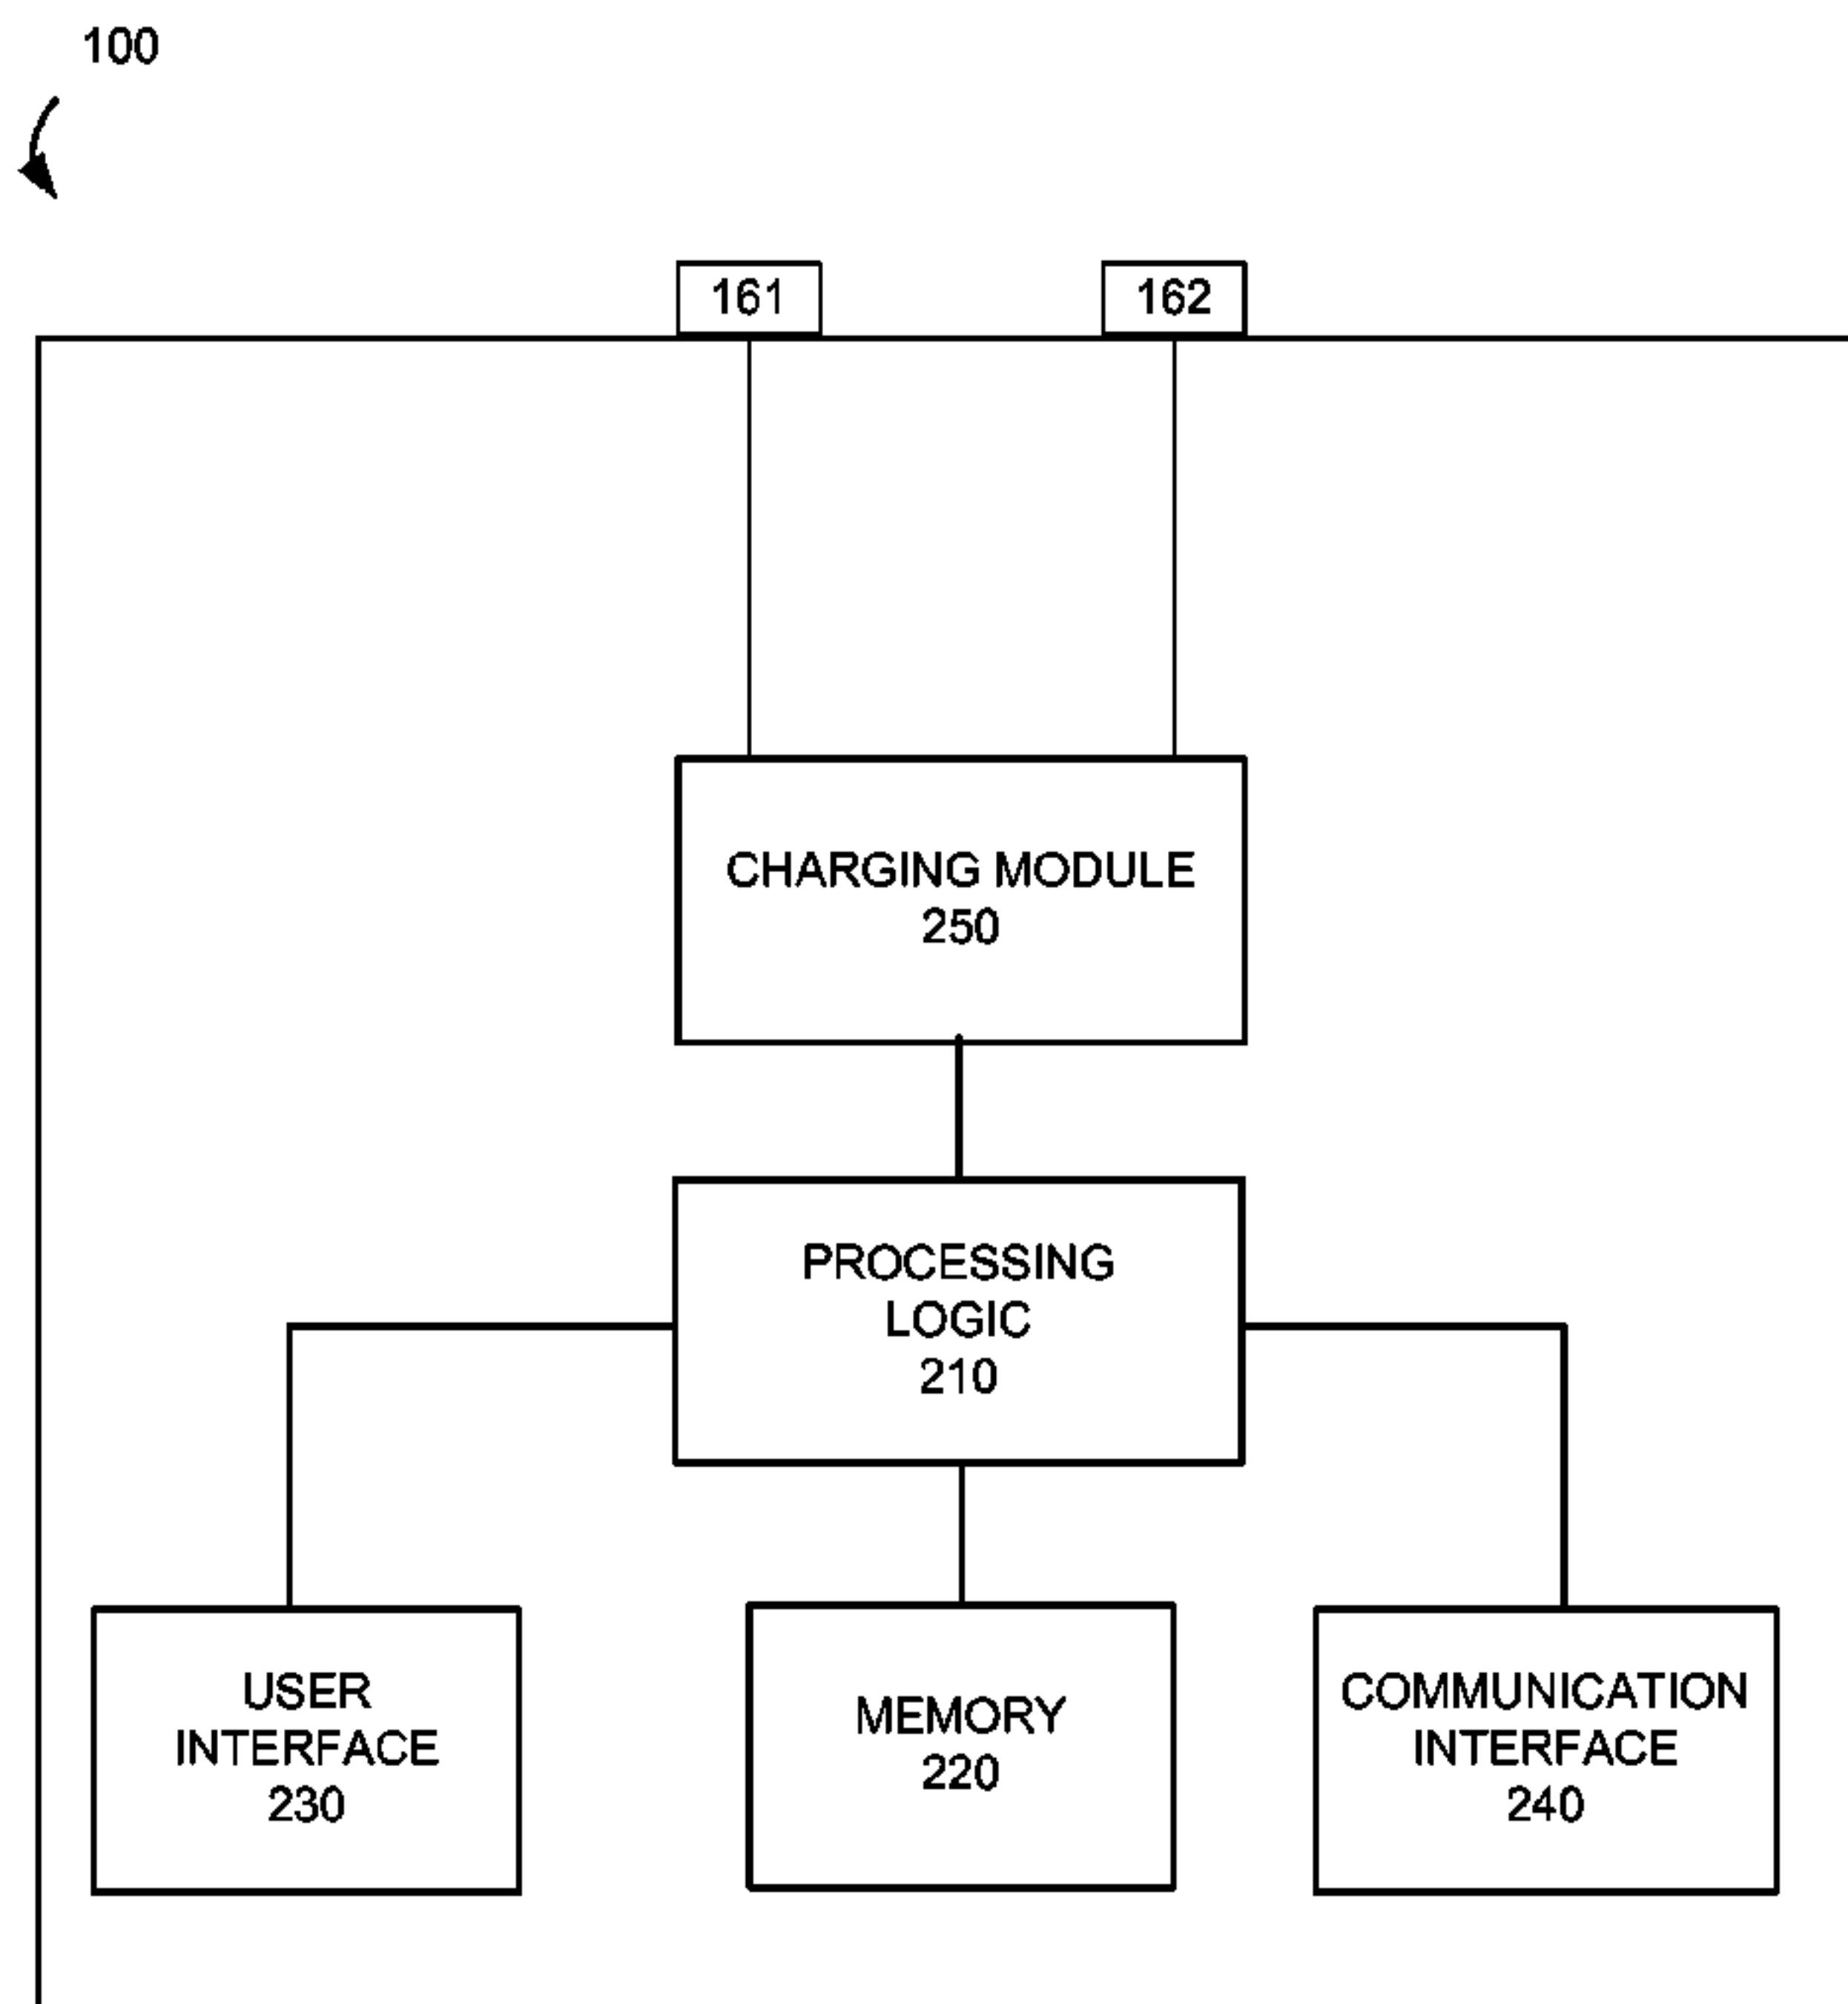 100
161
162
CHARGING MODULE
250
PROCESSING
LOGIC
210
USER
INTERFACE
230
MEMORY
220
COMMUNICATION
INTERFACE
240